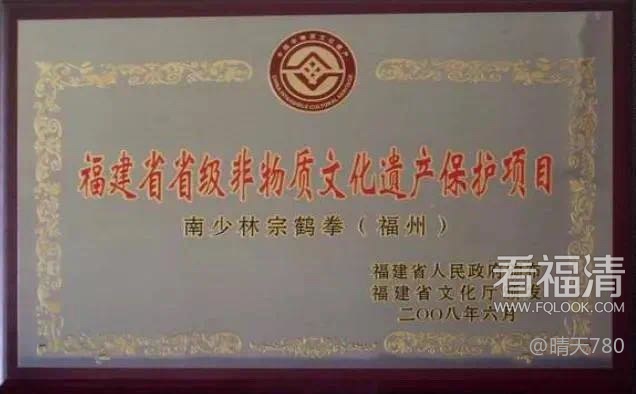 福建省省级非物质文化遗产保护项目
南少林宗鹤拳（福州）
福建省人民政府
福建省文化厅
二〇〇八年六月
看福清
WWW.FQLOOK.COM
@晴天780